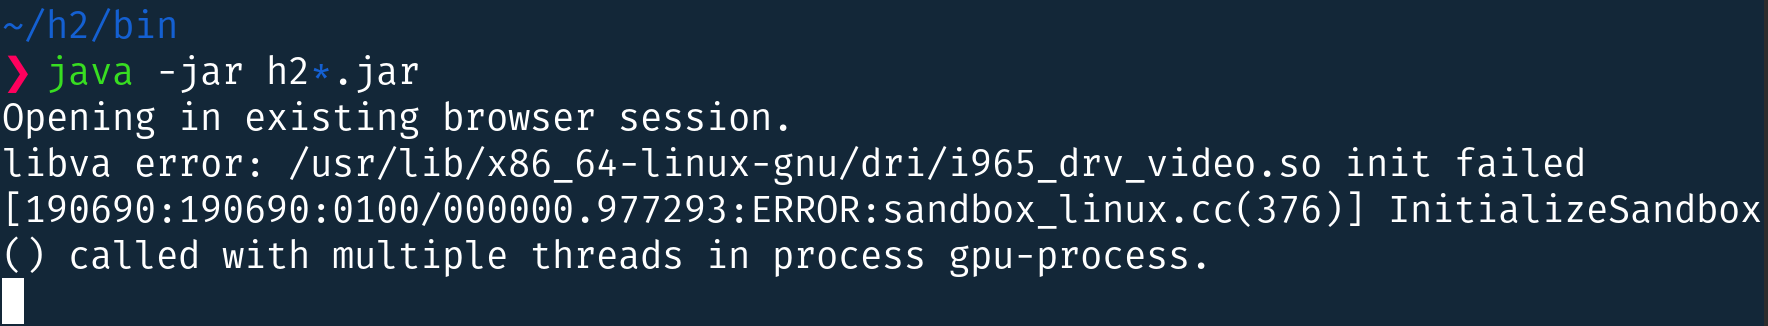 ~/h2/bin
❯ java -jar h2*.jar
Opening in existing browser session.
libva error: /usr/lib/x86_64-linux-gnu/dri/i965_drv_video.so init failed
[190690:190690:0100/000000.977293:ERROR:sandbox_linux.cc(376)] InitializeSandbox
() called with multiple threads in process gpu-process.